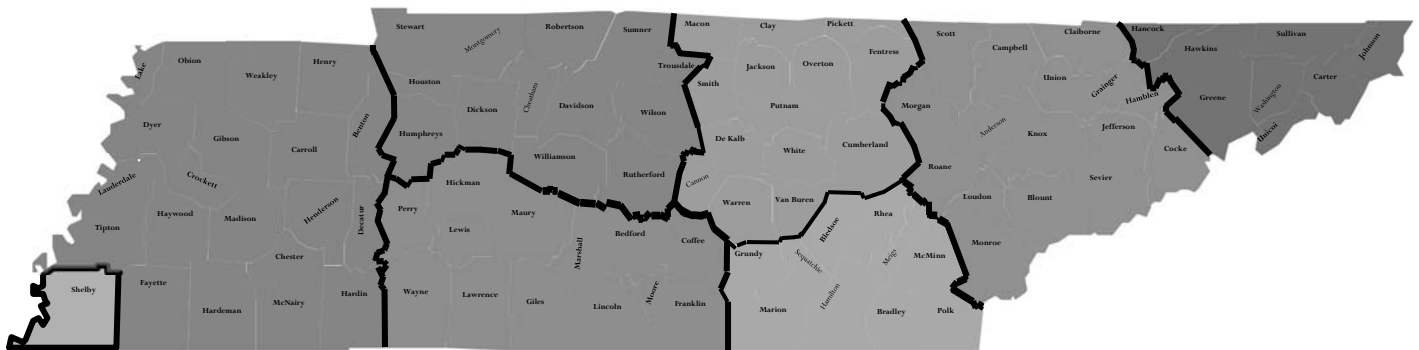 Stewart
Montgomery
Robertson
Sumner
Macon
Clay
Pickett
Scott
Claiborne
Hancock
Sullivan
Johnson
Lake
Obion
Weakley
Henry
Houston
Trousdale
Smith
Jackson
Overton
Fentress
Campbell
Union
Grainger
Hamblen
Hawkins
Carter
Dyer
Gibson
Carroll
Benton
Humphreys
Dickson
Cheatham
Davidson
Wilson
Putnam
De Kalb
White
Cumberland
Morgan
Anderson
Knox
Jefferson
Greene
Washington
Unicoi
Cocke
Lauderdale
Crockett
Williamson
Rutherford
Cannon
Roane
Sevier
Tipton
Haywood
Madison
Henderson
Decatur
Perry
Hickman
Lewis
Maury
Marshall
Bedford
Coffee
Warren
Van Buren
Bledsoe
Rhea
Loudon
Blount
Monroe
Shelby
Fayette
Hardeman
Chester
McNairy
Hardin
Wayne
Lawrence
Giles
Lincoln
Moore
Franklin
Grundy
Sequatchie
Marion
Hamilton
Meigs
McMinn
Bradley
Polk